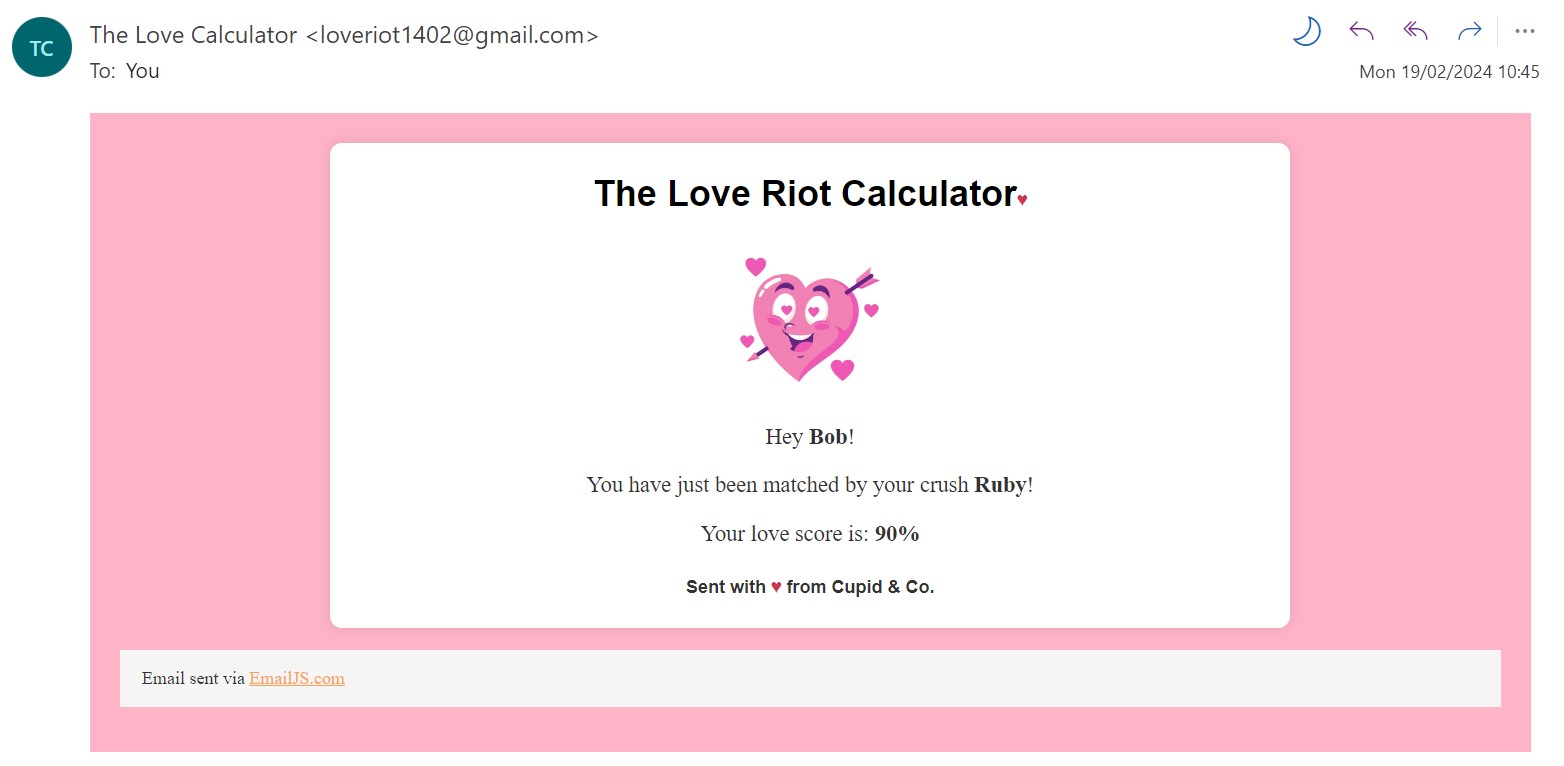 TC
The Love Calculator <loveriot1402@gmail.com>
To: You
Mon 19/02/2024 10:45
The Love Riot Calculator♥
Hey Bob!
You have just been matched by your crush Ruby!
Your love score is: 90%
Sent with ♥ from Cupid & Co.
Email sent via EmailJS.com